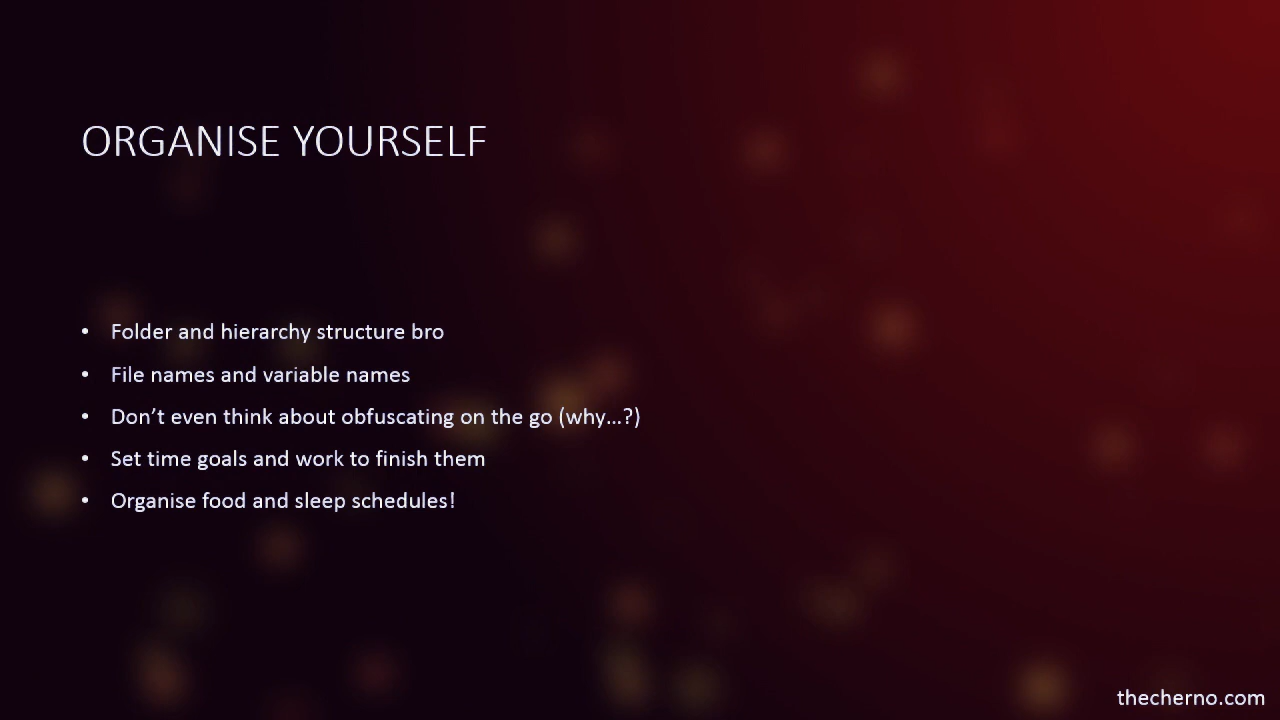 ORGANISE YOURSELF
• Folder and hierarchy structure bro
• File names and variable names
• Don’t even think about obfuscating on the go (why…?)
• Set time goals and work to finish them
• Organise food and sleep schedules!
thecherno.com